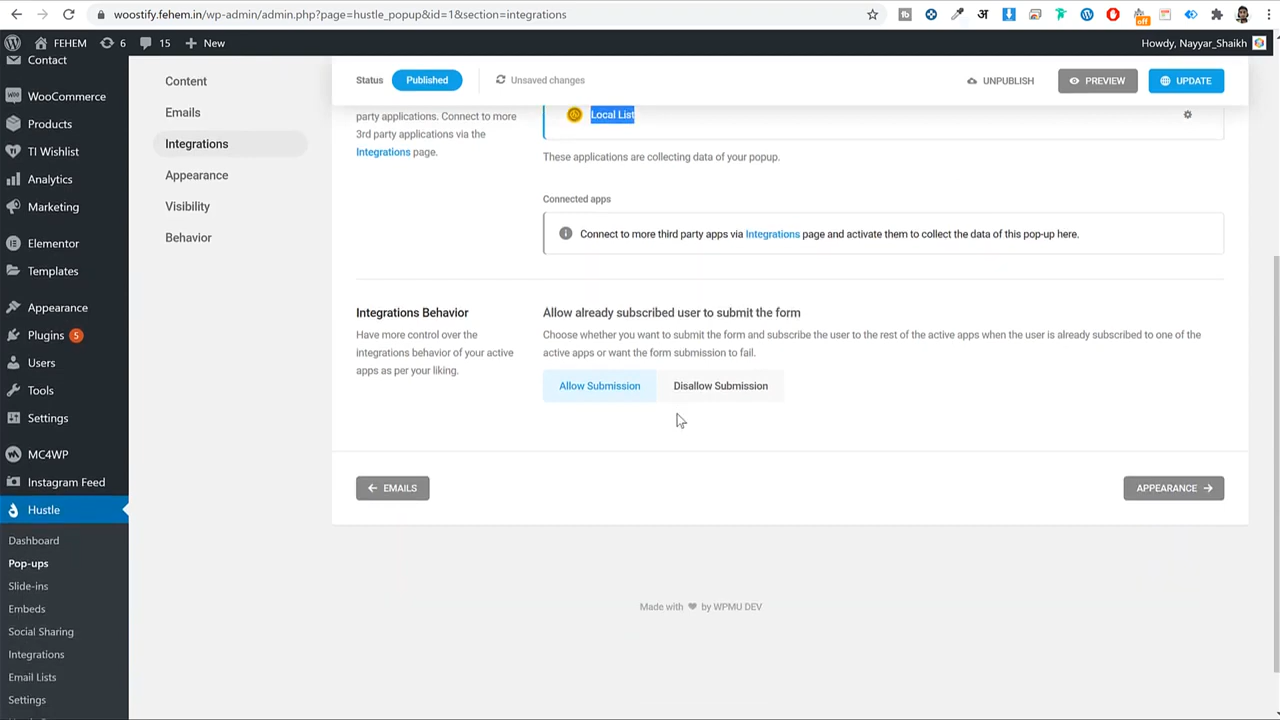 woostify.fehem.in/wp-admin/admin.php?page=hustle_popup&id=1&section=integrations
off
FEHEM
6
15
New
Howdy, Nayyar_Shaikh
Contact
WooCommerce
Products
TI Wishlist
Analytics
Marketing
Elementor
Templates
Appearance
Plugins 5
Users
Tools
Settings
MC4WP
Instagram Feed
Hustle
Dashboard
Pop-ups
Slide-ins
Embeds
Social Sharing
Integrations
Email Lists
Settings
Content
Emails
Integrations
Appearance
Visibility
Behavior
Status
Published
Unsaved changes
UNPUBLISH
PREVIEW
UPDATE
party applications. Connect to more
3rd party applications via the
Integrations page.
Local List
These applications are collecting data of your popup.
Connected apps
Connect to more third party apps via Integrations page and activate them to collect the data of this pop-up here.
Integrations Behavior
Have more control over the
integrations behavior of your active
apps as per your liking.
Allow already subscribed user to submit the form
Choose whether you want to submit the form and subscribe the user to the rest of the active apps when the user is already subscribed to one of the
active apps or want the form submission to fail.
Allow Submission
Disallow Submission
EMAILS
APPEARANCE
Made with ❤ by WPMU DEV